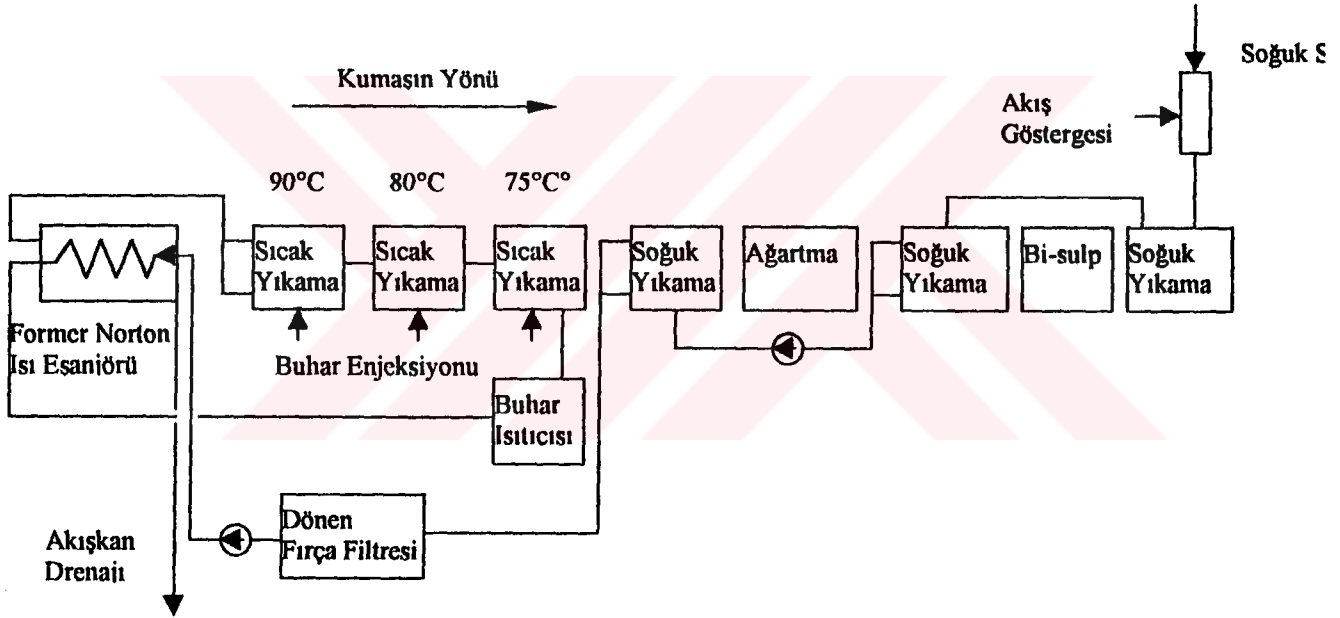 Soğuk S
Kumaşın Yönü
Akış
Göstergesi
90°C
80°C
75°C°
Sıcak
Yıkama
Sıcak
Yıkama
Sıcak
Yıkama
Soğuk
Yıkama
Ağartma
Soğuk
Yıkama
Bi-sulp
Soğuk
Yıkama
Former Norton
Isı Eşanjörü
Buhar Enjeksiyonu
Buhar
Isıtıcısı
Dönen
Fırça Filtresi
Akışkan
Drenajı